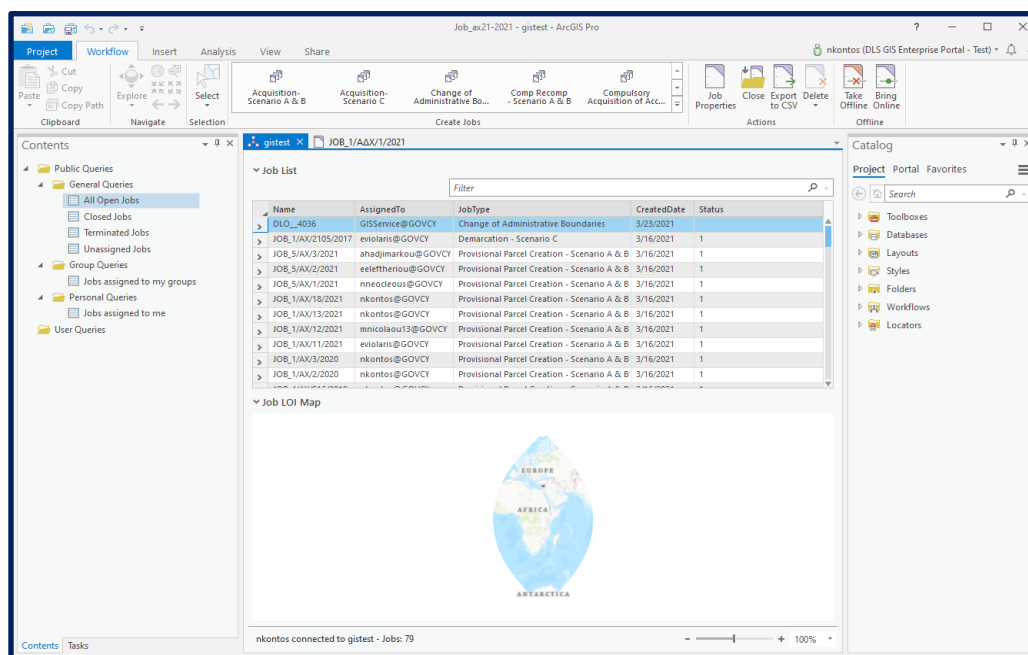 Job_ax21-2021 - gistest - ArcGIS Pro
?
Project Workflow Insert Analysis View Share
nkontos (DLS GIS Enterprise Portal - Test)
Paste
Cut
Copy
Copy Path
Clipboard
Explore
Navigate
Select
Selection
Acquisition-
Scenario A & B
Acquisition-
Scenario C
Change of
Administrative Bo...
Comp Recomp
- Scenario A & B
Compulsory
Acquisition of Acc...
Create Jobs
Job
Properties
Close
Export
to CSV
Delete
Actions
Take
Offline
Bring
Online
Offline
Contents
Public Queries
General Queries
All Open Jobs
Closed Jobs
Terminated Jobs
Unassigned Jobs
Group Queries
Jobs assigned to my groups
Personal Queries
Jobs assigned to me
User Queries
Contents Tasks
gistest
JOB_1/ΑΔΧ/1/2021
Job List
Filter
Name AssignedTo JobType CreatedDate Status
DLO__4036 GISService@GOVCY Change of Administrative Boundaries 3/23/2021
JOB_1/AX/2105/2017 eviolaris@GOVCY Demarcation - Scenario C 3/16/2021 1
JOB_5/AX/3/2021 ahadjimarkou@GOVCY Provisional Parcel Creation - Scenario A & B 3/16/2021 1
JOB_5/AX/2/2021 eeleftheriou@GOVCY Provisional Parcel Creation - Scenario A & B 3/16/2021 1
JOB_5/AX/1/2021 nneocleous@GOVCY Provisional Parcel Creation - Scenario A & B 3/16/2021 1
JOB_1/AX/18/2021 nkontos@GOVCY Provisional Parcel Creation - Scenario A & B 3/16/2021 1
JOB_1/AX/13/2021 nkontos@GOVCY Provisional Parcel Creation - Scenario A & B 3/16/2021 1
JOB_1/AX/12/2021 mnicolaou13@GOVCY Provisional Parcel Creation - Scenario A & B 3/16/2021 1
JOB_1/AX/11/2021 eviolaris@GOVCY Provisional Parcel Creation - Scenario A & B 3/16/2021 1
JOB_1/AX/3/2020 nkontos@GOVCY Provisional Parcel Creation - Scenario A & B 3/16/2021 1
JOB_1/AX/2/2020 nkontos@GOVCY Provisional Parcel Creation - Scenario A & B 3/16/2021 1
Job LOI Map
EUROPE
AFRICA
ANTARCTICA
nkontos connected to gistest - Jobs: 79
100%
Catalog
Project Portal Favorites
Search
Toolboxes
Databases
Layouts
Styles
Folders
Workflows
Locators